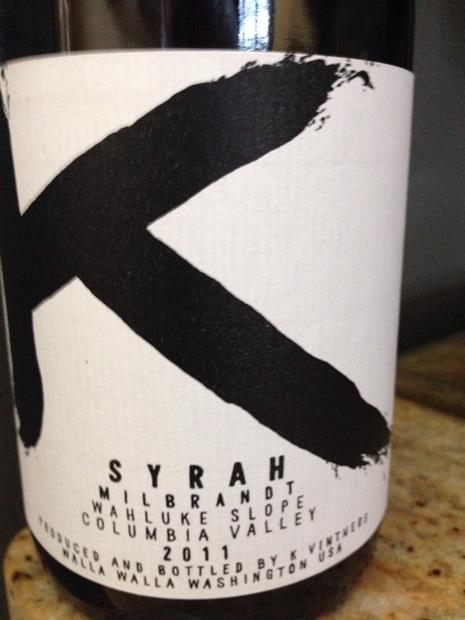 K
SYRAH
MILBRANDT
WAHLUKE SLOPE
COLUMBIA VALLEY
2011
PRODUCED AND BOTTLED BY K VINTNERS
WALLA WALLA WASHINGTON USA